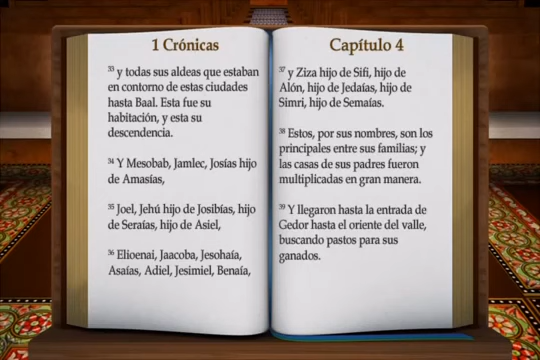 1 Crónicas
³³ y todas sus aldeas que estaban
en contorno de estas ciudades
hasta Baal. Esta fue su
habitación, y esta su
descendencia.
³⁴ Y Mesobab, Jamlec, Josías hijo
de Amasías,
³⁵ Joel, Jehú hijo de Josibías, hijo
de Seraías, hijo de Asiel,
³⁶ Elioenai, Jaacoba, Jesohaía,
Asaías, Adiel, Jesimiel, Benaía,
Capítulo 4
³⁷ y Ziza hijo de Sifi, hijo de
Alón, hijo de Jedaías, hijo de
Simri, hijo de Semaías.
³⁸ Estos, por sus nombres, son los
principales entre sus familias; y
las casas de sus padres fueron
multiplicadas en gran manera.
³⁹ Y llegaron hasta la entrada de
Gedor hasta el oriente del valle,
buscando pastos para sus
ganados.